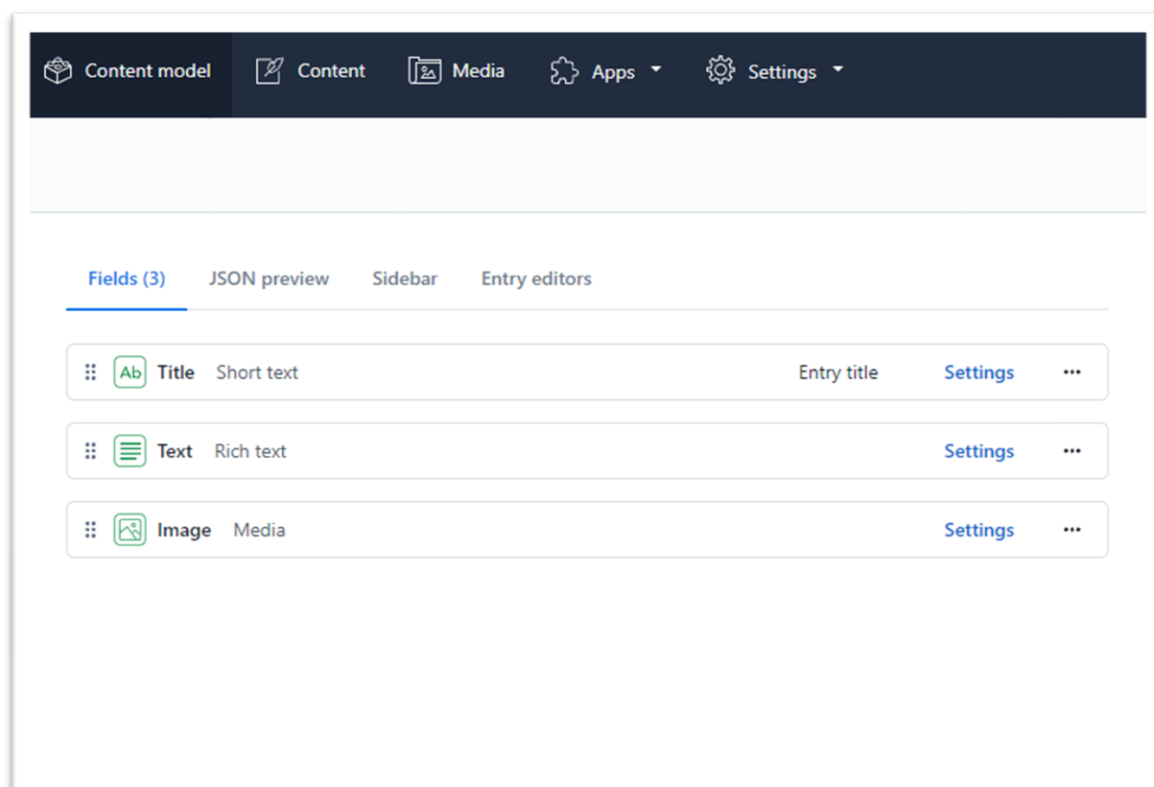 Content model Content Media Apps Settings
Fields (3) JSON preview Sidebar Entry editors
Ab Title Short text Entry title Settings
Text Rich text Settings
Image Media Settings